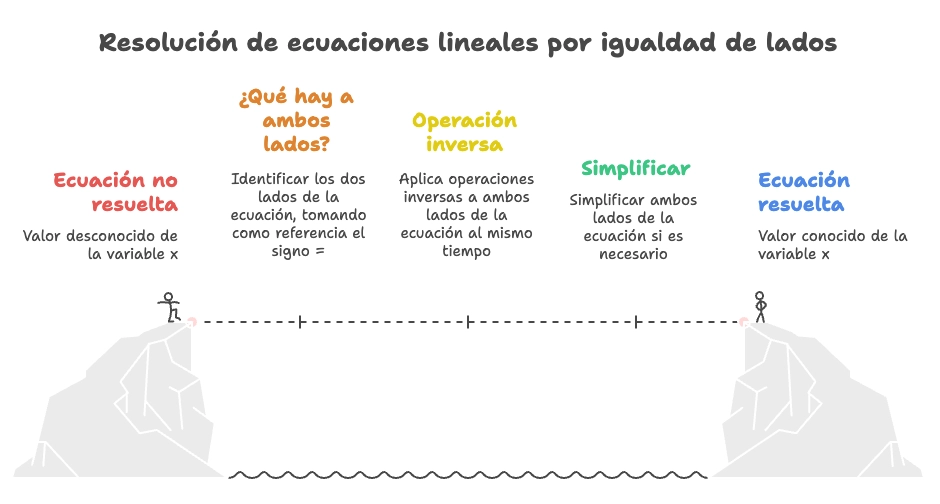 Resolución de ecuaciones lineales por igualdad de lados
Ecuación no
resuelta
Valor desconocido de
la variable x
¿Qué hay a
ambos
lados?
Identificar los dos
lados de la
ecuación, tomando
como referencia el
signo =
Operación
inversa
Aplica operaciones
inversas a ambos
lados de la
ecuación al mismo
tiempo
Simplificar
Simplificar ambos
lados de la
ecuación si es
necesario
Ecuación
resuelta
Valor conocido de la
variable x